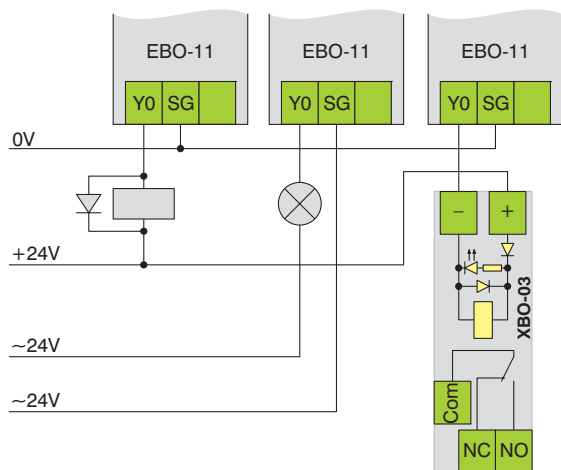 EBO-11 EBO-11 EBO-11
Y0 SG Y0 SG Y0 SG
0V
+24V
− +
XBO-03
~24V
~24V
Com
NC NO